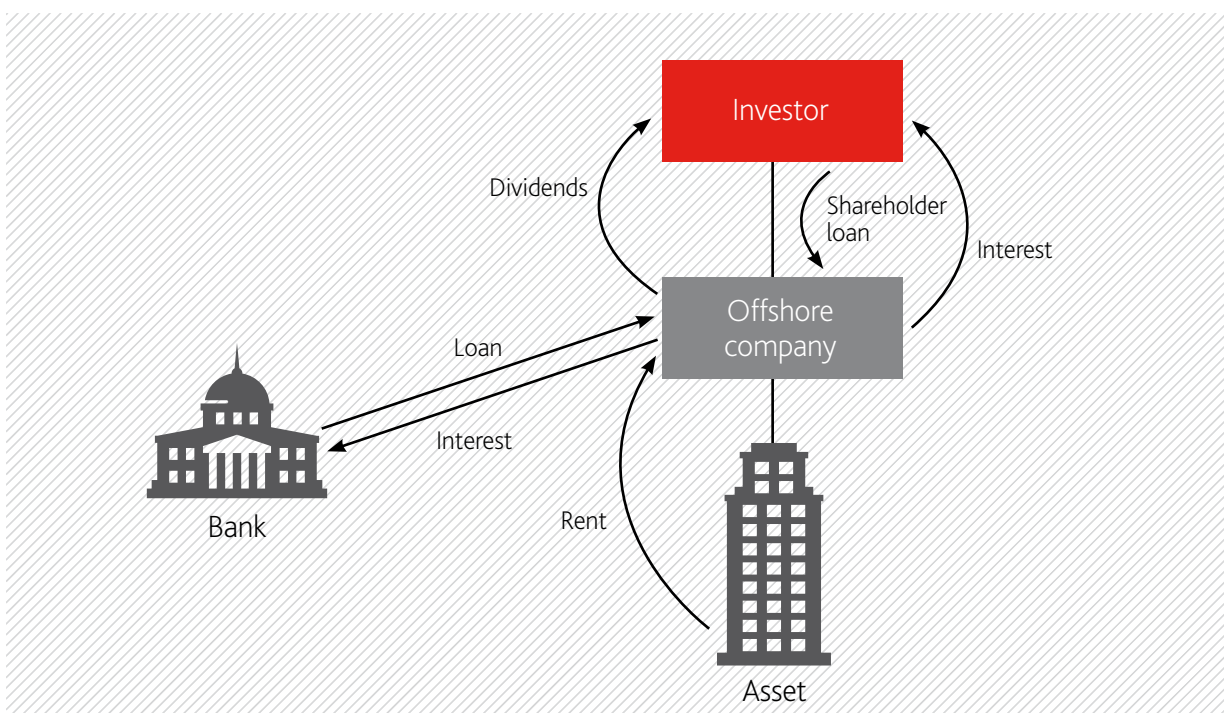 Investor
Dividends
Shareholder
loan
Interest
Offshore
company
Loan
Interest
Rent
Bank
Asset